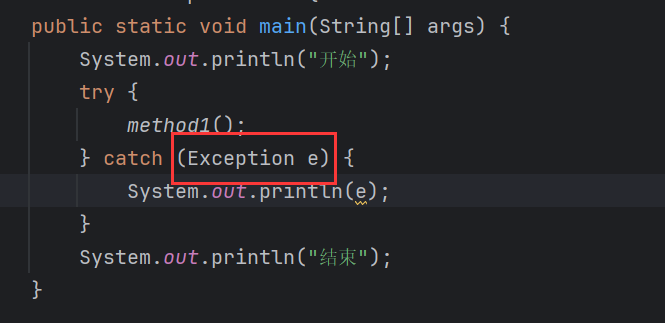 public static void main(String[] args) {
System.out.println("开始");
try {
method1();
} catch (Exception e) {
System.out.println(e);
}
System.out.println("结束");
}